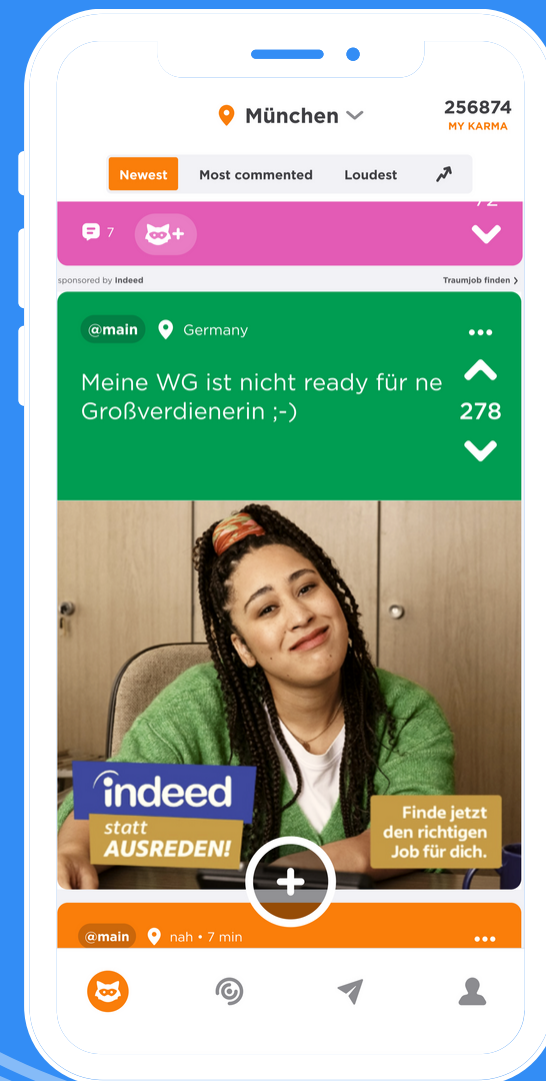 München
256874
MY KARMA
Newest
Most commented
Loudest
72
7
+
sponsored by Indeed
Traumjob finden
@main
Germany
Meine WG ist nicht ready für ne
Großverdienerin ;-)
278
indeed
statt
AUSREDEN!
Finde jetzt
den richtigen
Job für dich.
+
@main
nah • 7 min